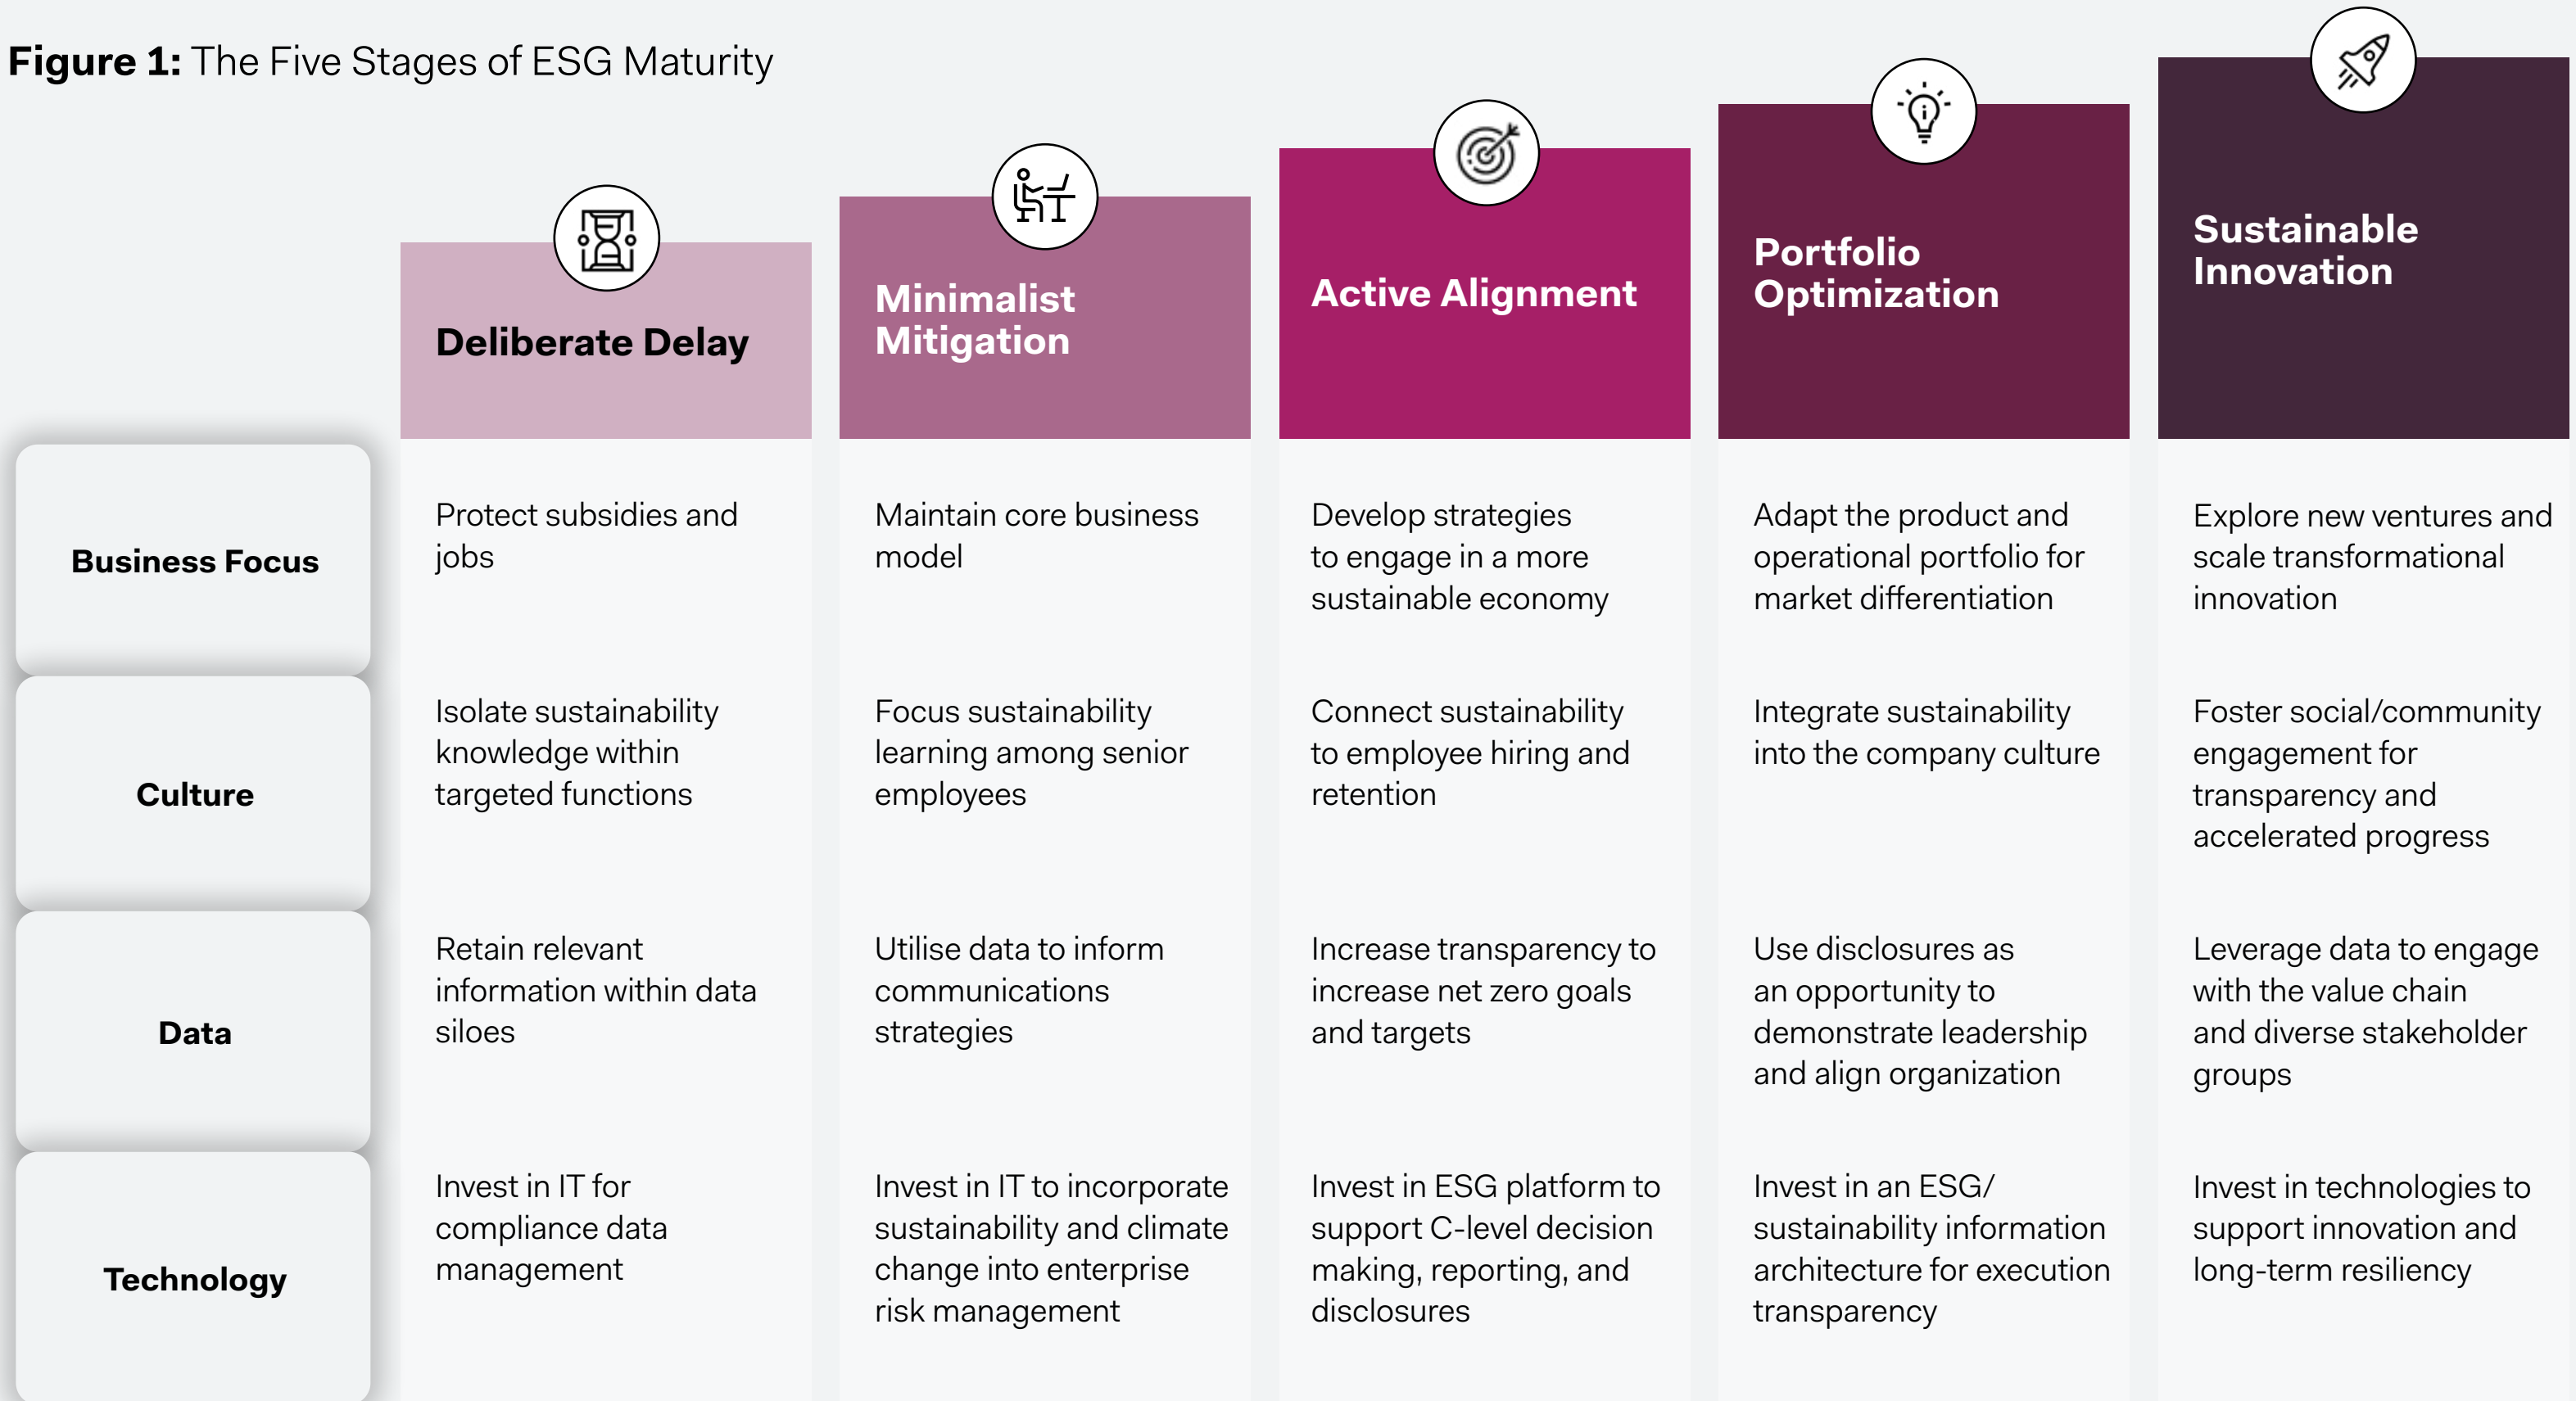 Figure 1: The Five Stages of ESG Maturity
Deliberate Delay
Minimalist
Mitigation
Active Alignment
Portfolio
Optimization
Sustainable
Innovation
Business Focus
Protect subsidies and
jobs
Maintain core business
model
Develop strategies
to engage in a more
sustainable economy
Adapt the product and
operational portfolio for
market differentiation
Explore new ventures and
scale transformational
innovation
Culture
Isolate sustainability
knowledge within
targeted functions
Focus sustainability
learning among senior
employees
Connect sustainability
to employee hiring and
retention
Integrate sustainability
into the company culture
Foster social/community
engagement for
transparency and
accelerated progress
Data
Retain relevant
information within data
siloes
Utilise data to inform
communications
strategies
Increase transparency to
increase net zero goals
and targets
Use disclosures as
an opportunity to
demonstrate leadership
and align organization
Leverage data to engage
with the value chain
and diverse stakeholder
groups
Technology
Invest in IT for
compliance data
management
Invest in IT to incorporate
sustainability and climate
change into enterprise
risk management
Invest in ESG platform to
support C-level decision
making, reporting, and
disclosures
Invest in an ESG/
sustainability information
architecture for execution
transparency
Invest in technologies to
support innovation and
long-term resiliency